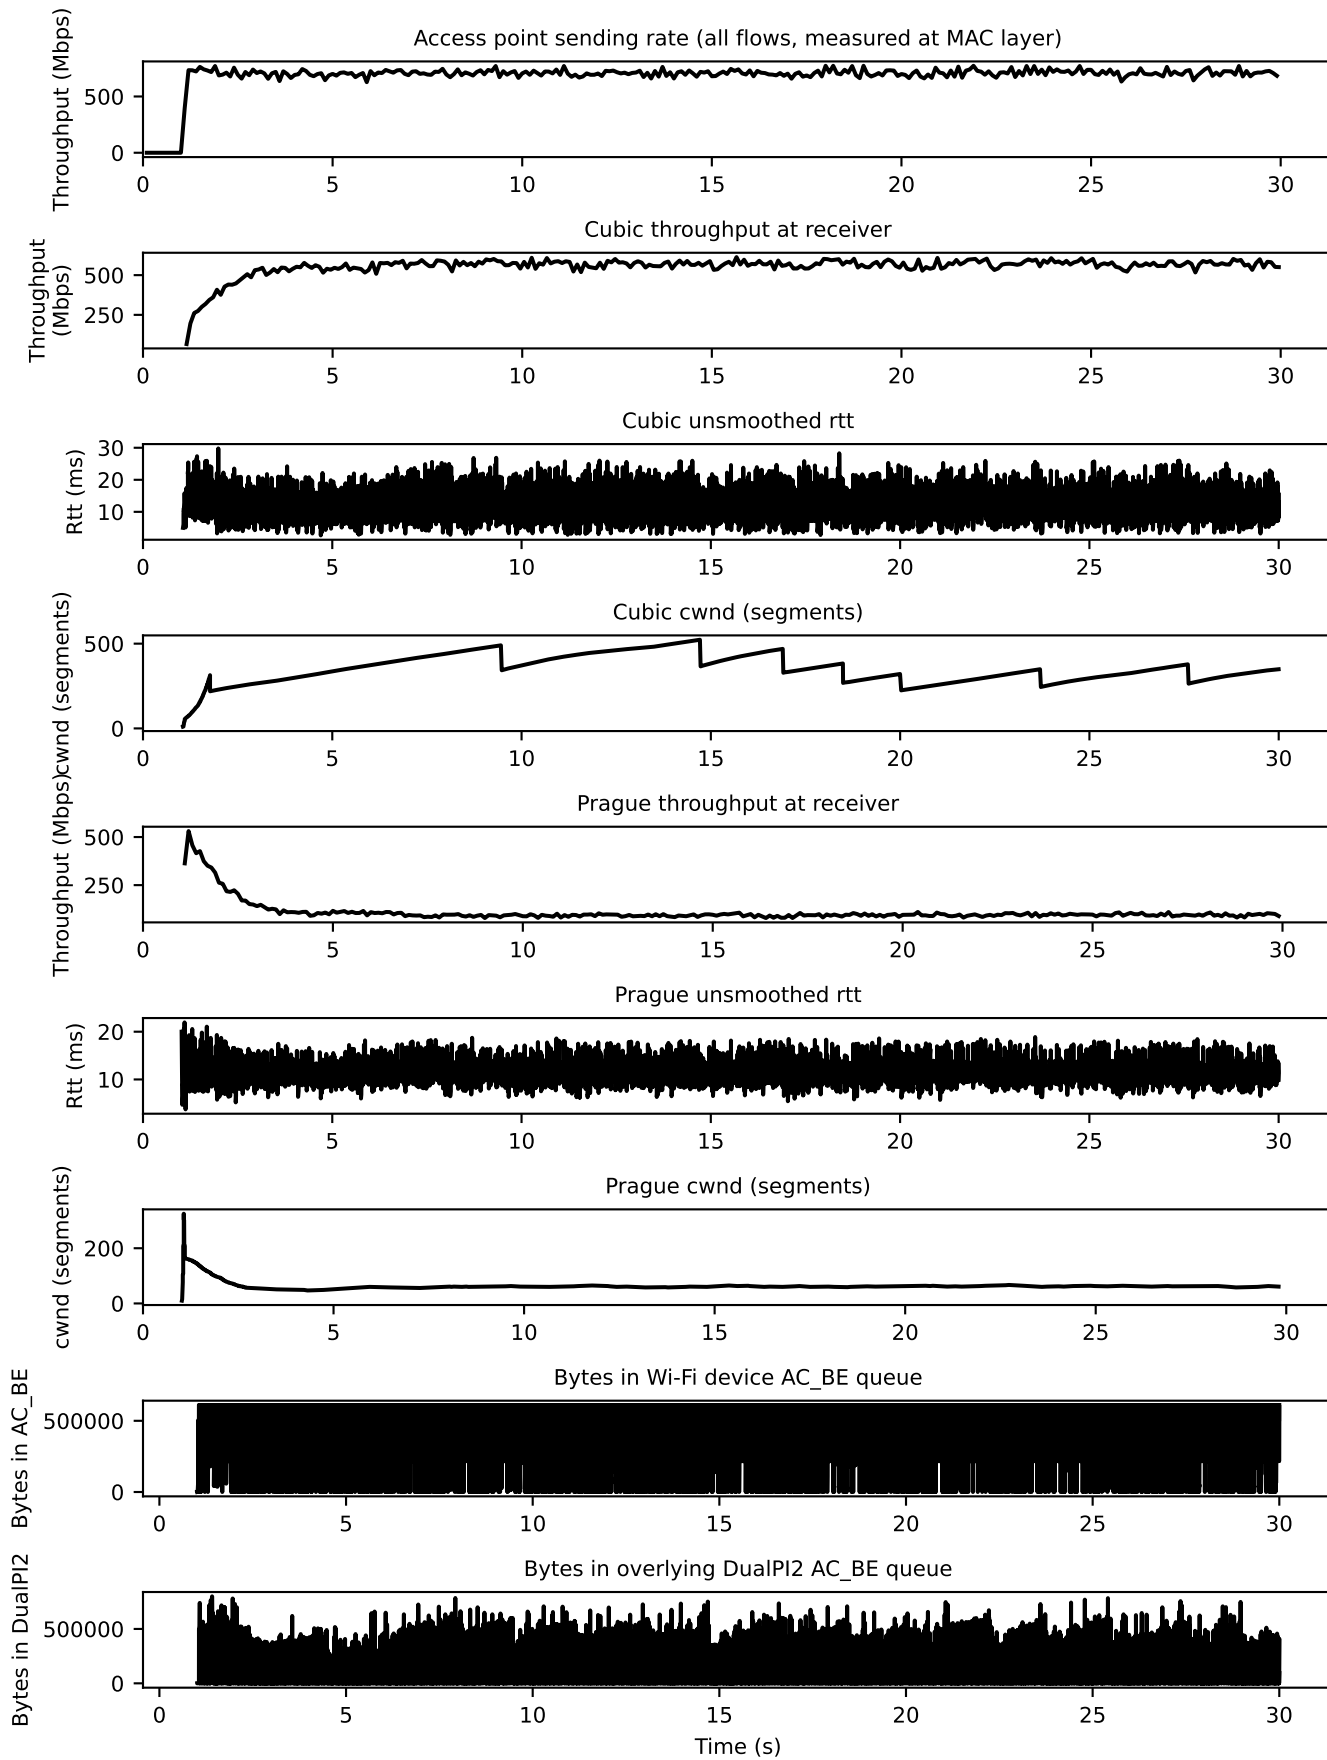 Access point sending rate (all flows, measured at MAC layer)
Throughput (Mbps)
500
0
0 5 10 15 20 25 30
Cubic throughput at receiver
Throughput
(Mbps)
500
250
0 5 10 15 20 25 30
Cubic unsmoothed rtt
Rtt (ms)
30
20
10
0 5 10 15 20 25 30
Cubic cwnd (segments)
cwnd (segments)
500
0
0 5 10 15 20 25 30
Prague throughput at receiver
Throughput (Mbps)
500
250
0 5 10 15 20 25 30
Prague unsmoothed rtt
Rtt (ms)
20
10
0 5 10 15 20 25 30
Prague cwnd (segments)
cwnd (segments)
200
0
0 5 10 15 20 25 30
Bytes in Wi-Fi device AC_BE queue
Bytes in AC_BE
500000
0
0 5 10 15 20 25 30
Bytes in overlying DualPI2 AC_BE queue
Bytes in DualPI2
500000
0
0 5 10 15 20 25 30
Time (s)